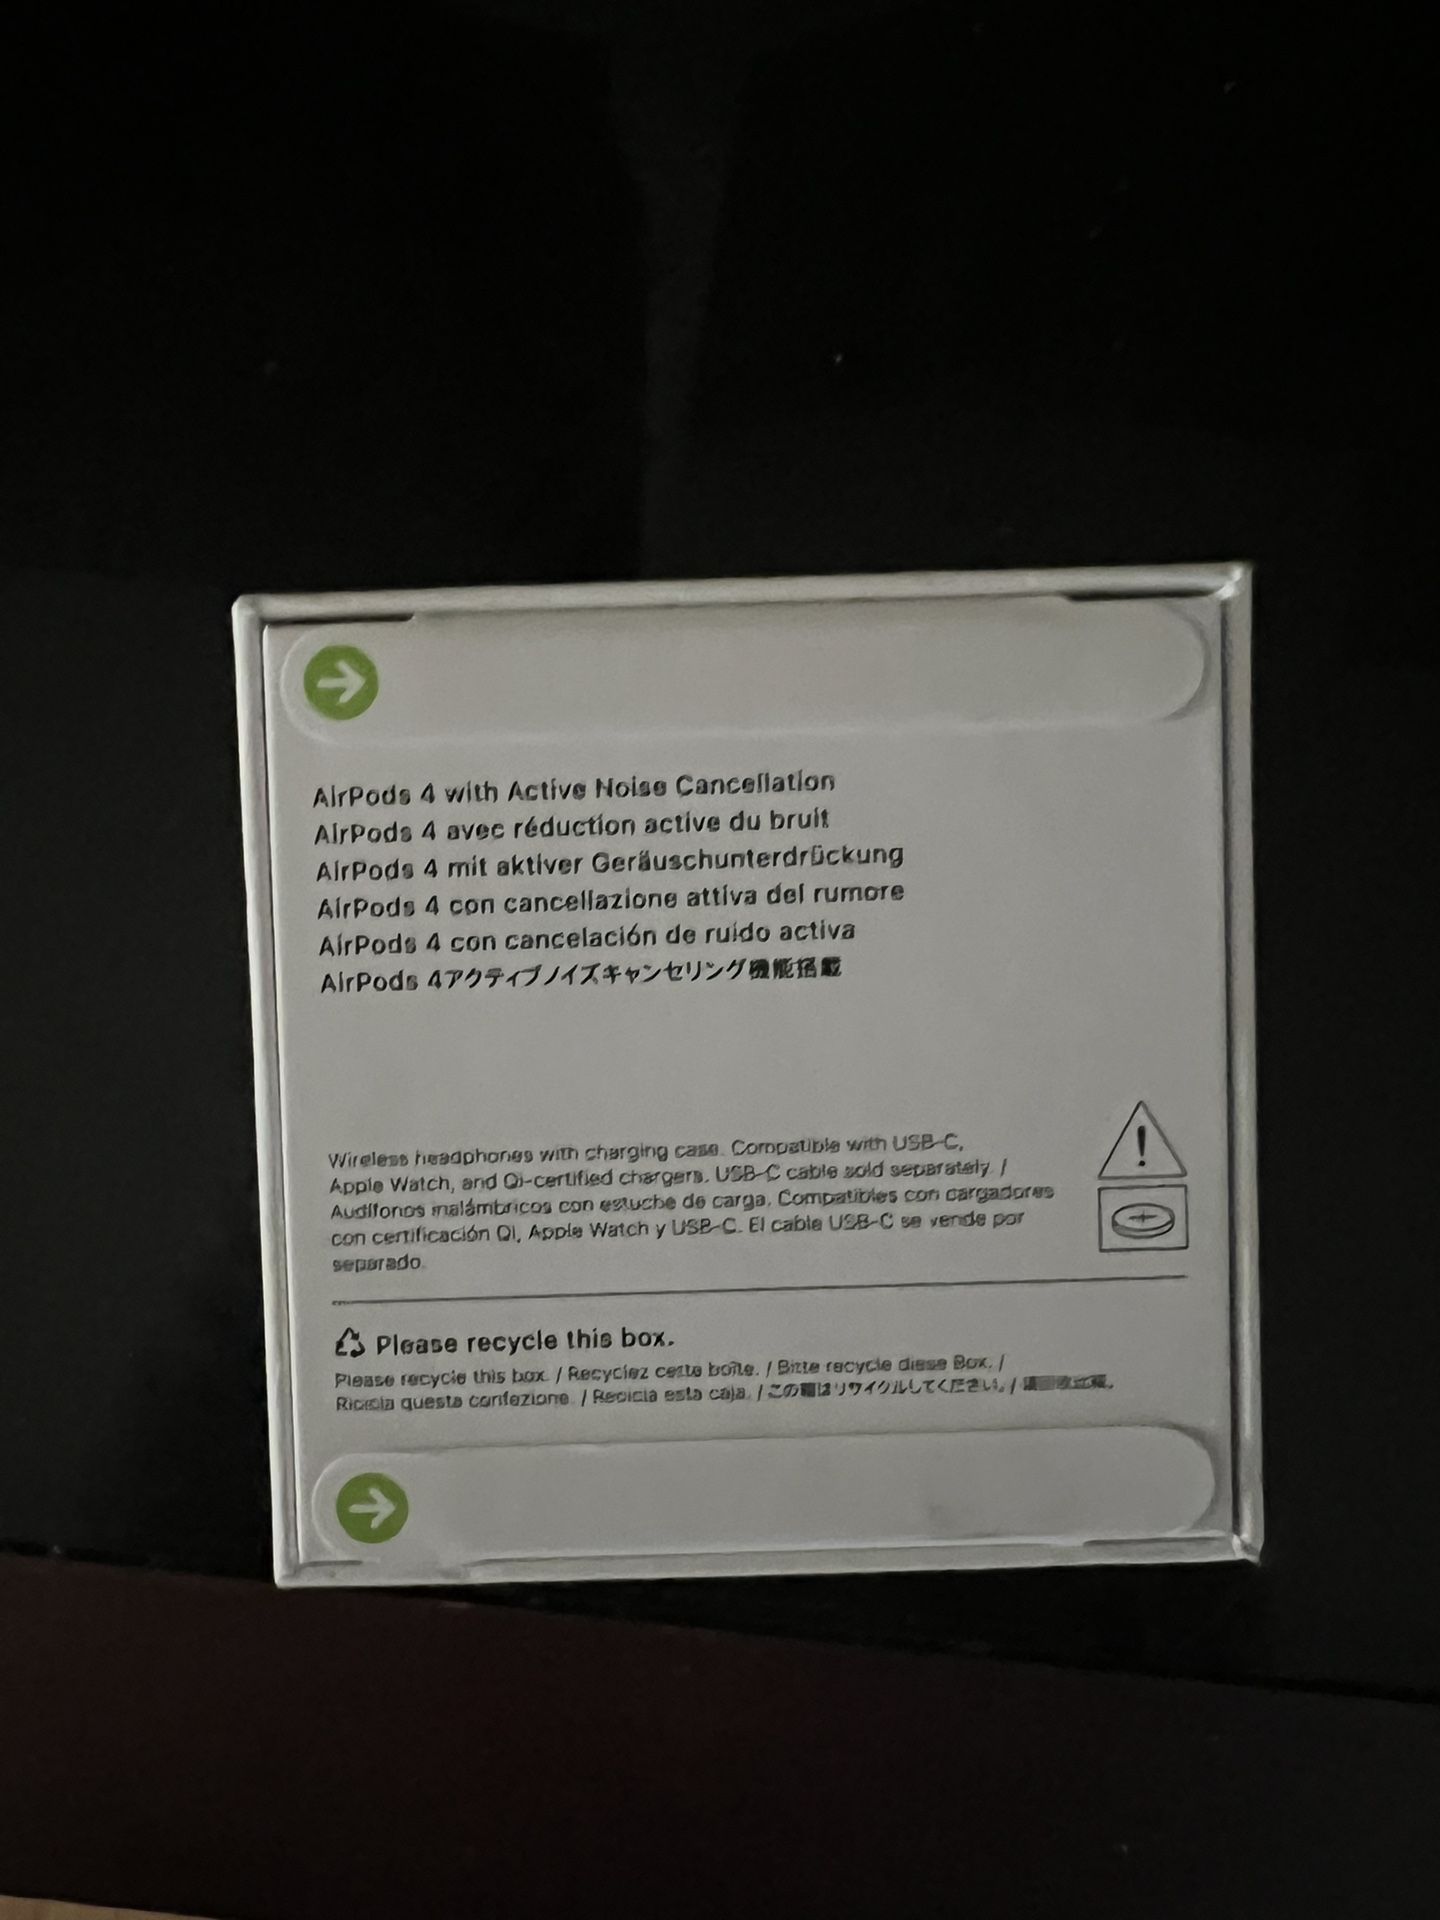 AirPods 4 with Active Noise Cancellation
AirPods 4 avec réduction active du bruit
AirPods 4 mit aktiver Geräuschunterdrückung
AirPods 4 con cancellazione attiva del rumore
AirPods 4 con cancelación de ruido activa
AirPods 4アクティブノイズキャンセリング機能搭載
Wireless headphones with charging case. Compatible with USB-C,
Apple Watch, and Qi-certified chargers. USB-C cable sold separately. /
Audífonos inalámbricos con estuche de carga. Compatibles con cargadores
con certificación Qi, Apple Watch y USB-C. El cable USB-C se vende por
separado.
Please recycle this box.
Please recycle this box. / Recyclez cette boîte. / Bitte recycle diese Box. /
Ricicla questa confezione. / Recicla esta caja. / この箱はリサイクルしてください。/